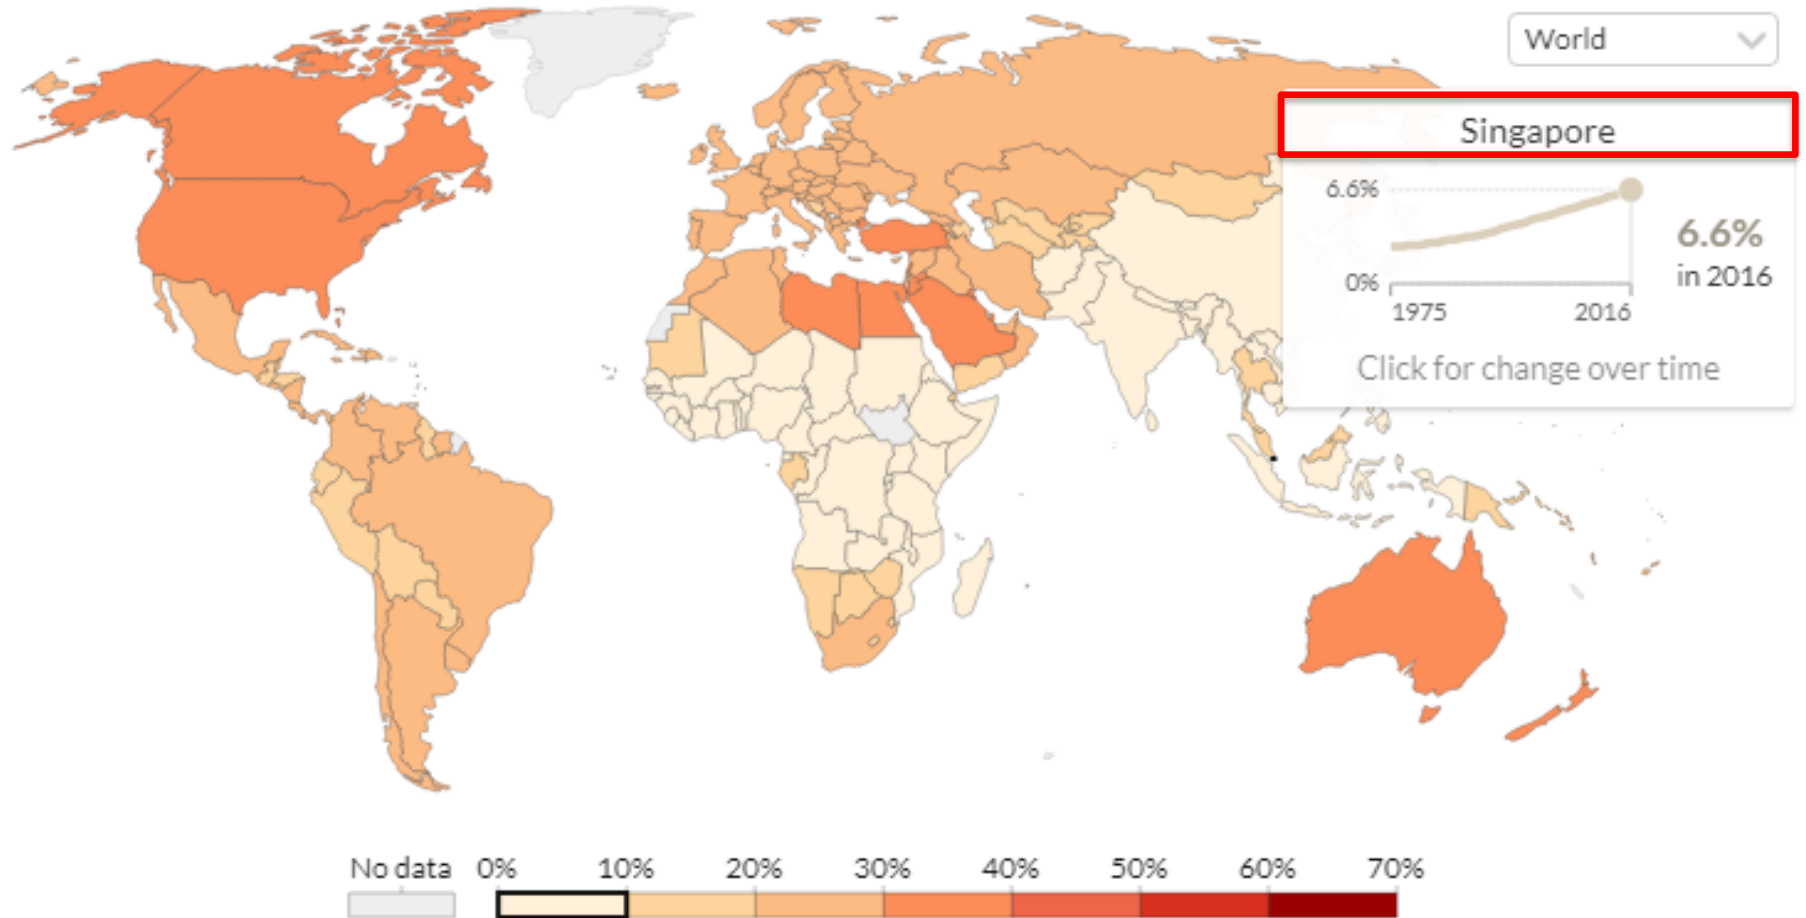 World
Singapore
6.6%
6.6%
in 2016
0%
1975 2016
Click for change over time
No data 0% 10% 20% 30% 40% 50% 60% 70%